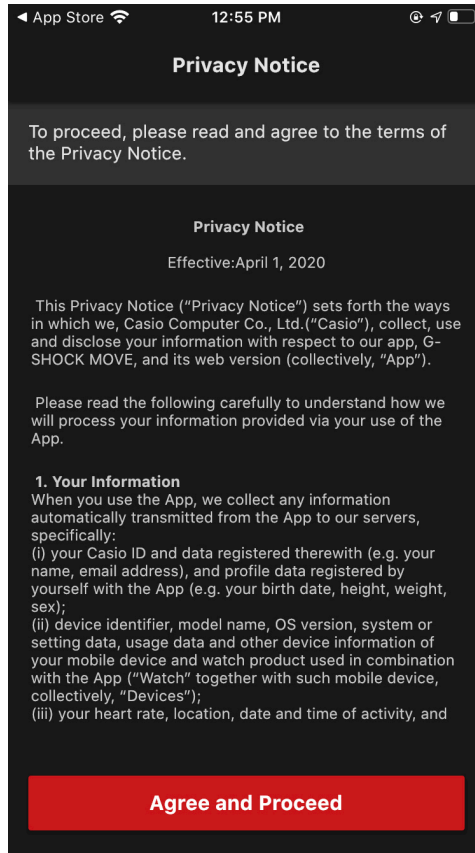 ◀ App Store
12:55 PM
Privacy Notice
To proceed, please read and agree to the terms of
the Privacy Notice.
Privacy Notice
Effective:April 1, 2020
This Privacy Notice (“Privacy Notice”) sets forth the ways
in which we, Casio Computer Co., Ltd.(“Casio”), collect, use
and disclose your information with respect to our app, G-
SHOCK MOVE, and its web version (collectively, “App”).
Please read the following carefully to understand how we
will process your information provided via your use of the
App.
1. Your Information
When you use the App, we collect any information
automatically transmitted from the App to our servers,
specifically:
(i) your Casio ID and data registered therewith (e.g. your
name, email address), and profile data registered by
yourself with the App (e.g. your birth date, height, weight,
sex);
(ii) device identifier, model name, OS version, system or
setting data, usage data and other device information of
your mobile device and watch product used in combination
with the App (“Watch” together with such mobile device,
collectively, “Devices”);
(iii) your heart rate, location, date and time of activity, and
Agree and Proceed